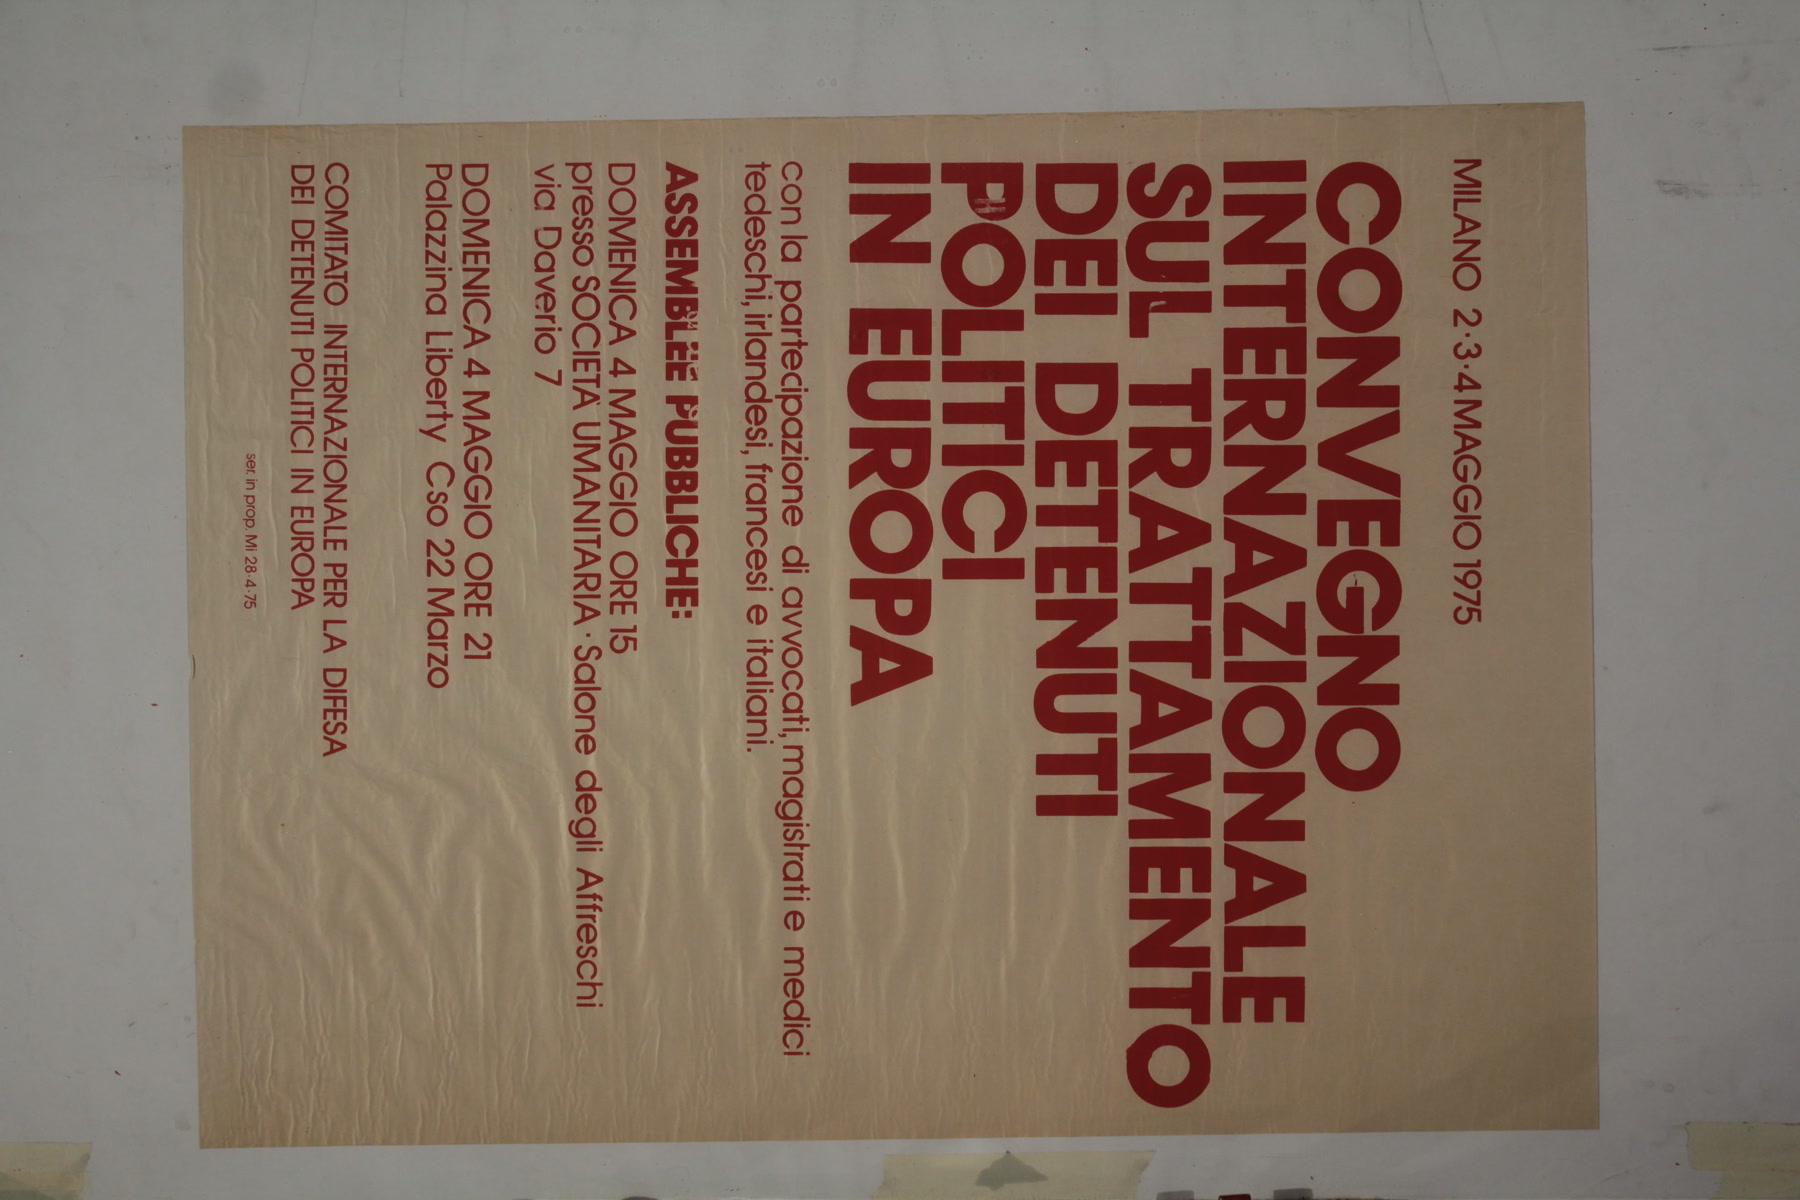 MILANO 2·3·4 MAGGIO 1975
CONVEGNO
INTERNAZIONALE
SUL TRATTAMENTO
DEI DETENUTI
POLITICI
IN EUROPA
con la partecipazione di avvocati, magistrati e medici
tedeschi, irlandesi, francesi e italiani.
ASSEMBLEE PUBBLICHE:
DOMENICA 4 MAGGIO ORE 15
presso SOCIETA UMANITARIA · Salone degli Affreschi
via Daverio 7
DOMENICA 4 MAGGIO ORE 21
Palazzina Liberty Cso 22 Marzo
COMITATO INTERNAZIONALE PER LA DIFESA
DEI DETENUTI POLITICI IN EUROPA
ser. in prop. Mi 28·4·75